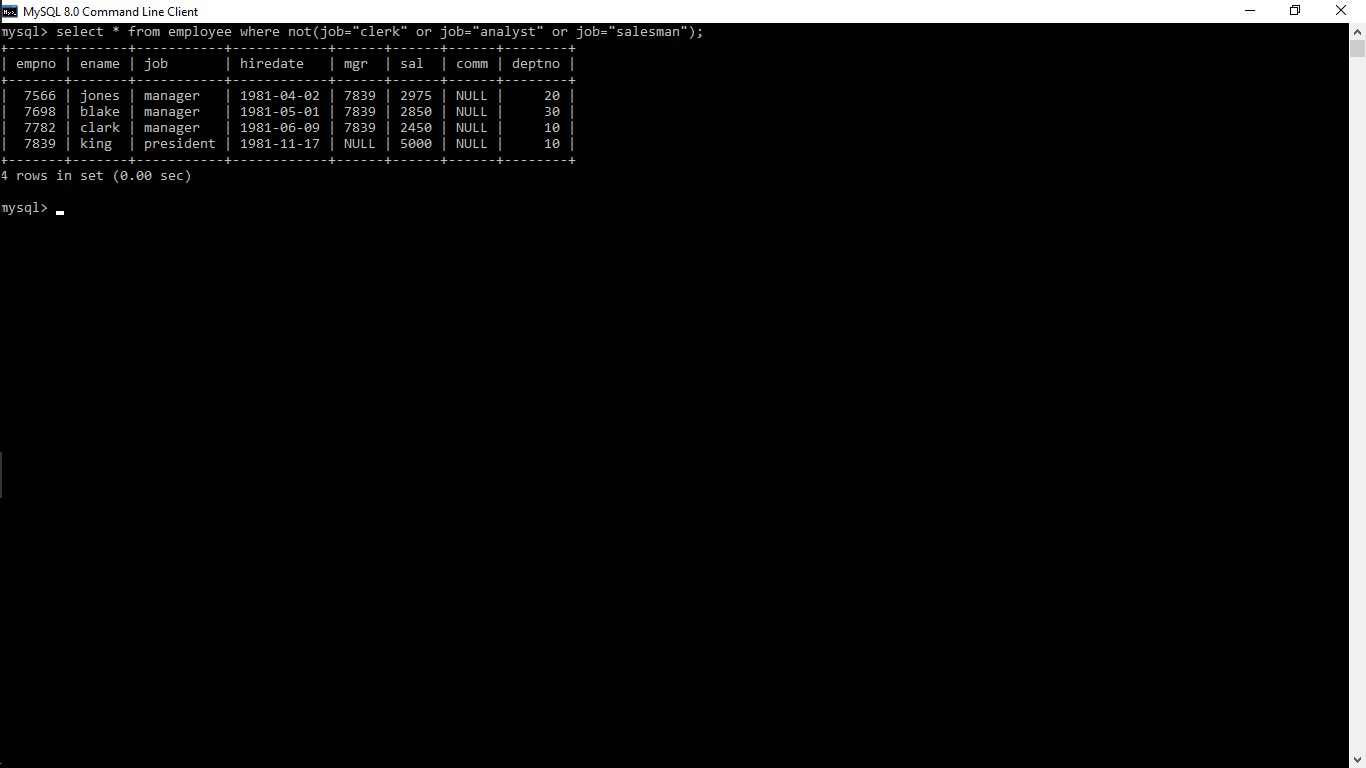 MySQL 8.0 Command Line Client
mysql> select * from employee where not(job="clerk" or job="analyst" or job="salesman");
+-------+-------+-----------+------------+------+------+------+--------+
| empno | ename | job       | hiredate   | mgr  | sal  | comm | deptno |
+-------+-------+-----------+------------+------+------+------+--------+
|  7566 | jones | manager   | 1981-04-02 | 7839 | 2975 | NULL |     20 |
|  7698 | blake | manager   | 1981-05-01 | 7839 | 2850 | NULL |     30 |
|  7782 | clark | manager   | 1981-06-09 | 7839 | 2450 | NULL |     10 |
|  7839 | king  | president | 1981-11-17 | NULL | 5000 | NULL |     10 |
+-------+-------+-----------+------------+------+------+------+--------+
4 rows in set (0.00 sec)
mysql>